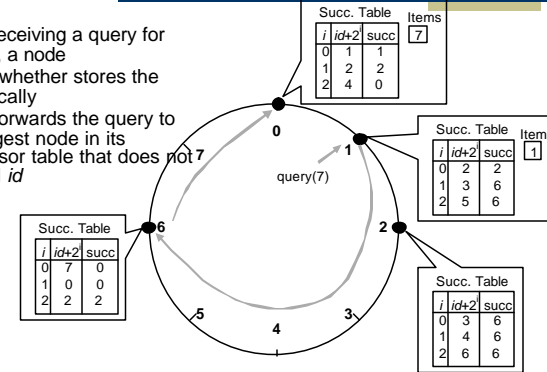 eceiving a query for
a node
whether stores the
cally
orwards the query to
gest node in its
sor table that does not
id
Succ. Table
Items
7
i id+2^i succ
0 1 1
1 2 2
2 4 0
Succ. Table
Item
1
i id+2^i succ
0 2 2
1 3 6
2 5 6
0
1
2
3
4
5
6
7
query(7)
Succ. Table
i id+2^i succ
0 7 0
1 0 0
2 2 2
Succ. Table
i id+2^i succ
0 3 6
1 4 6
2 6 6